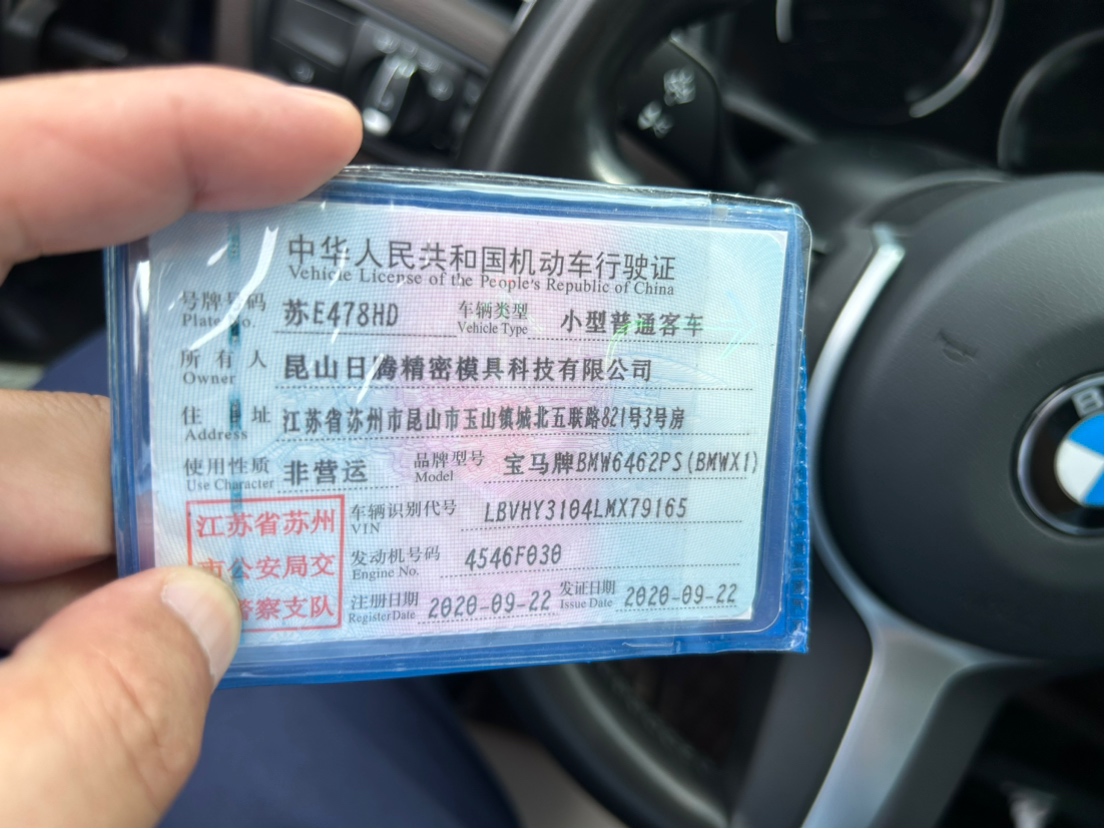 中华人民共和国机动车行驶证
Vehicle License of the People's Republic of China
号牌号码 苏E478HD 车辆类型 小型普通客车
Plate No. Vehicle Type
所有人 昆山日腾精密模具科技有限公司
Owner
住址 江苏省苏州市昆山市玉山镇城北五联路821号3号房
Address
使用性质 非营运 品牌型号 宝马牌BMW6462PS(BMWX1)
Use Character Model
江苏省苏州
市公安局交
警察支队
车辆识别代号 LBVHY3104LMX79165
VIN
发动机号码 4546F030
Engine No.
注册日期 2020-09-22 发证日期 2020-09-22
Register Date Issue Date